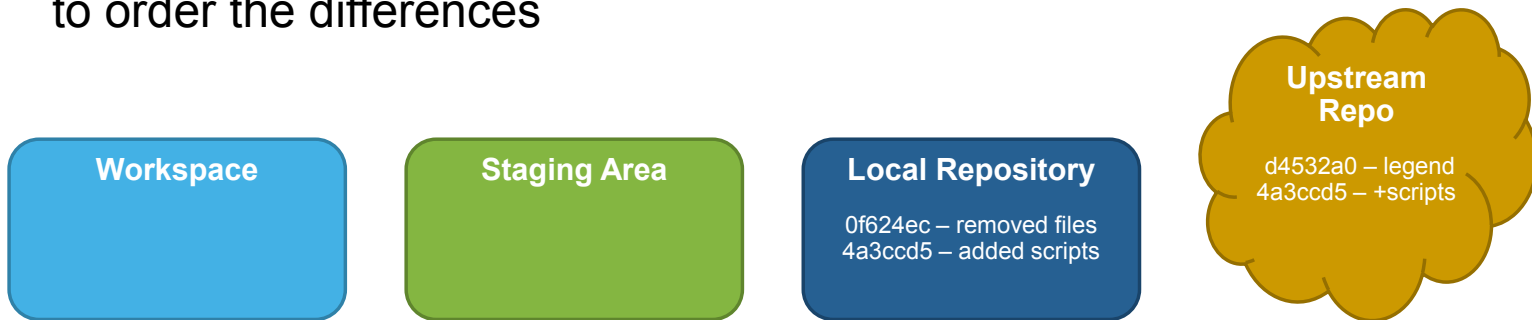 to order the differences
Workspace
Staging Area
Local Repository
0f624ec – removed files
4a3ccd5 – added scripts
Upstream
Repo
d4532a0 – legend
4a3ccd5 – +scripts